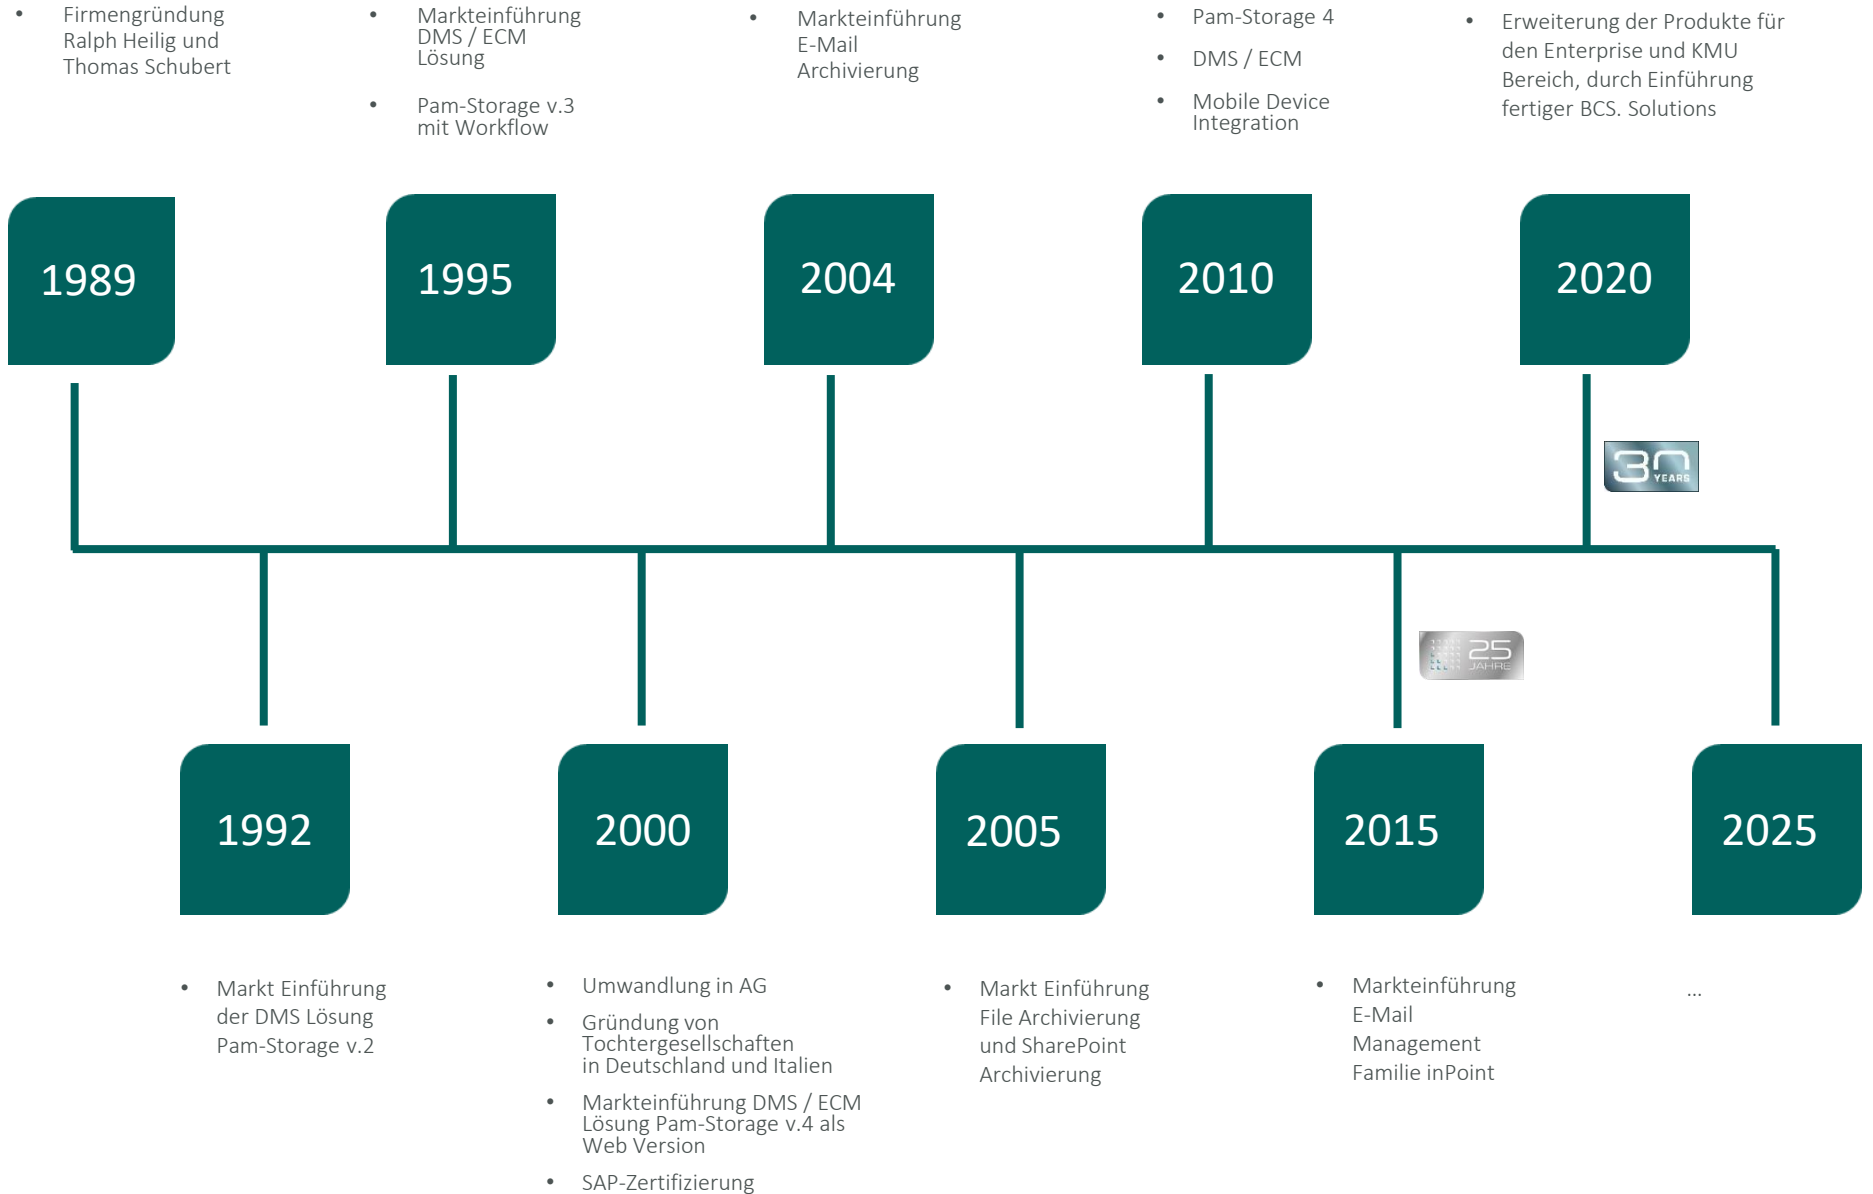 • Firmengründung
Ralph Heilig und
Thomas Schubert
• Markteinführung
DMS / ECM
Lösung
• Pam-Storage v.3
mit Workflow
• Markteinführung
E-Mail
Archivierung
• Pam-Storage 4
• DMS / ECM
• Mobile Device
Integration
• Erweiterung der Produkte für
den Enterprise und KMU
Bereich, durch Einführung
fertiger BCS. Solutions
1989
1995
2004
2010
2020
30
YEARS
25
JAHRE
1992
2000
2005
2015
2025
• Markt Einführung
der DMS Lösung
Pam-Storage v.2
• Umwandlung in AG
• Gründung von
Tochtergesellschaften
in Deutschland und Italien
• Markteinführung DMS / ECM
Lösung Pam-Storage v.4 als
Web Version
• SAP-Zertifizierung
• Markt Einführung
File Archivierung
und SharePoint
Archivierung
• Markteinführung
E-Mail
Management
Familie inPoint
...